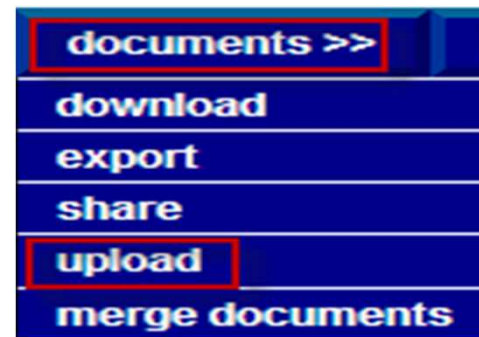 documents >>
download
export
share
upload
merge documents